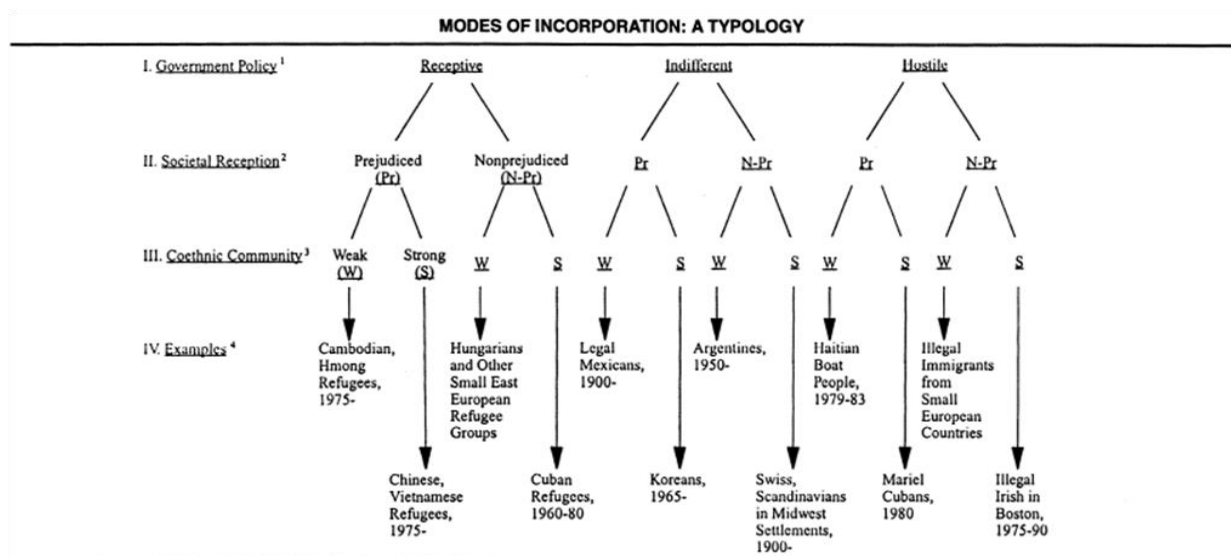 MODES OF INCORPORATION: A TYPOLOGY
I. Government Policy 1 Receptive Indifferent Hostile
II. Societal Reception 2 Prejudiced Nonprejudiced Pr N-Pr Pr N-Pr
(Pr) (N-Pr)
III. Coethnic Community 3 Weak Strong W S W S W S W S W S
(W) (S)
IV. Examples 4 Cambodian, Hungarians Legal Argentines, Haitian Illegal
Hmong and Other Mexicans, 1950- Boat Immigrants
Refugees, Small East 1900- People, from
1975- European 1979-83 Small
Refugee European
Groups Countries
Chinese, Cuban Koreans, Swiss, Mariel Illegal
Vietnamese Refugees, 1965- Scandinavians Cubans, Irish in
Refugees, 1960-80 in Midwest 1980 Boston,
1975- Settlements, 1975-90
1900-